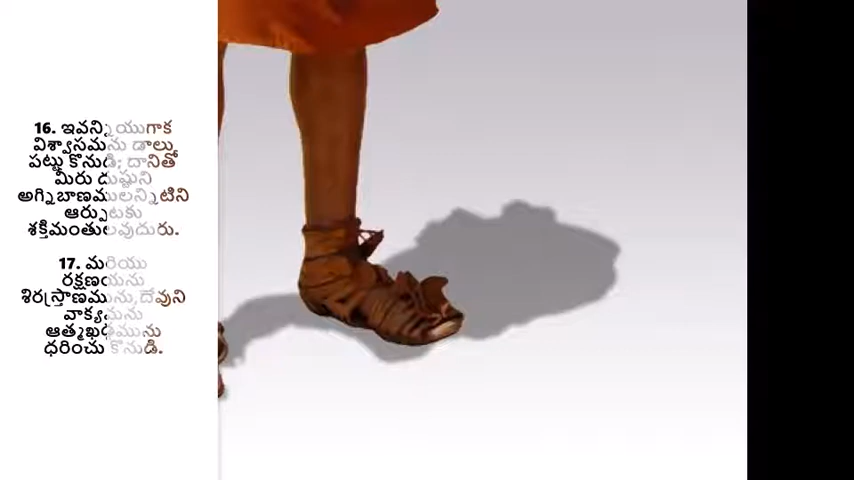 16. ఇవన్నియుగాక
విశ్వాసమను డాలు
పట్టుకొనుడి; దానితో
మీరు దుష్టుని
అగ్నిబాణములన్నిటిని
ఆర్పుటకు
శక్తిమంతులవుదురు.
17. మరియు
రక్షణయను
శిరస్త్రాణమును,దేవుని
వాక్యమను
ఆత్మఖడ్గమును
ధరించు కొనుడి.